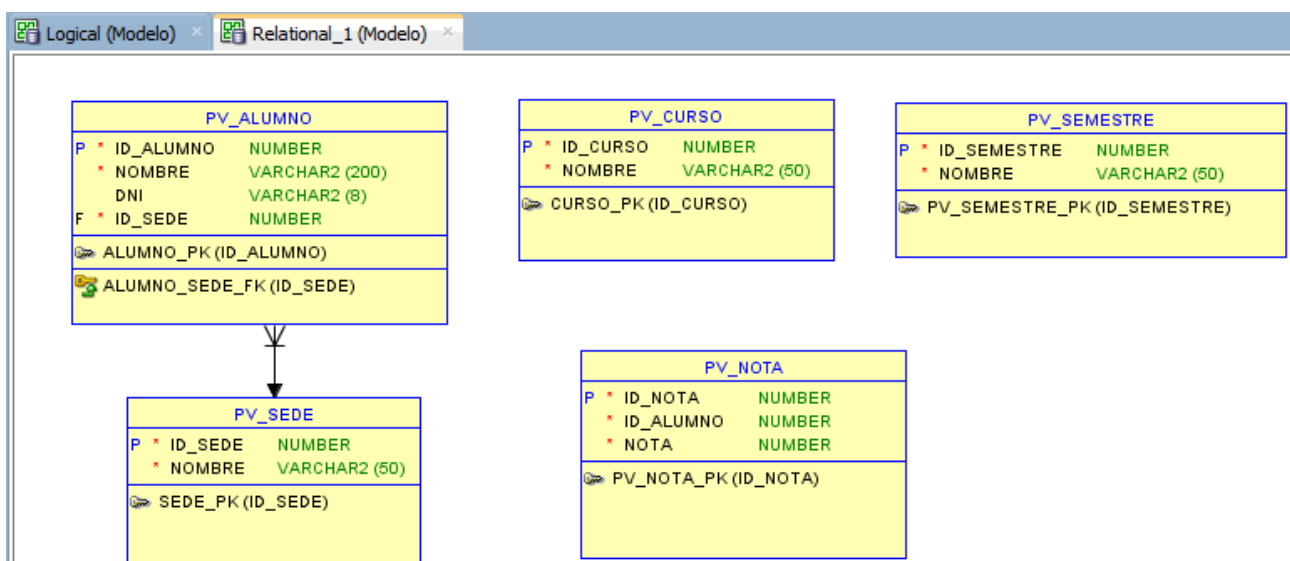 Logical (Modelo) × Relational_1 (Modelo) ×
PV_ALUMNO
P * ID_ALUMNO NUMBER
* NOMBRE VARCHAR2 (200)
DNI VARCHAR2 (8)
F * ID_SEDE NUMBER
ALUMNO_PK (ID_ALUMNO)
ALUMNO_SEDE_FK (ID_SEDE)
PV_CURSO
P * ID_CURSO NUMBER
* NOMBRE VARCHAR2 (50)
CURSO_PK (ID_CURSO)
PV_SEMESTRE
P * ID_SEMESTRE NUMBER
* NOMBRE VARCHAR2 (50)
PV_SEMESTRE_PK (ID_SEMESTRE)
PV_SEDE
P * ID_SEDE NUMBER
* NOMBRE VARCHAR2 (50)
SEDE_PK (ID_SEDE)
PV_NOTA
P * ID_NOTA NUMBER
* ID_ALUMNO NUMBER
* NOTA NUMBER
PV_NOTA_PK (ID_NOTA)